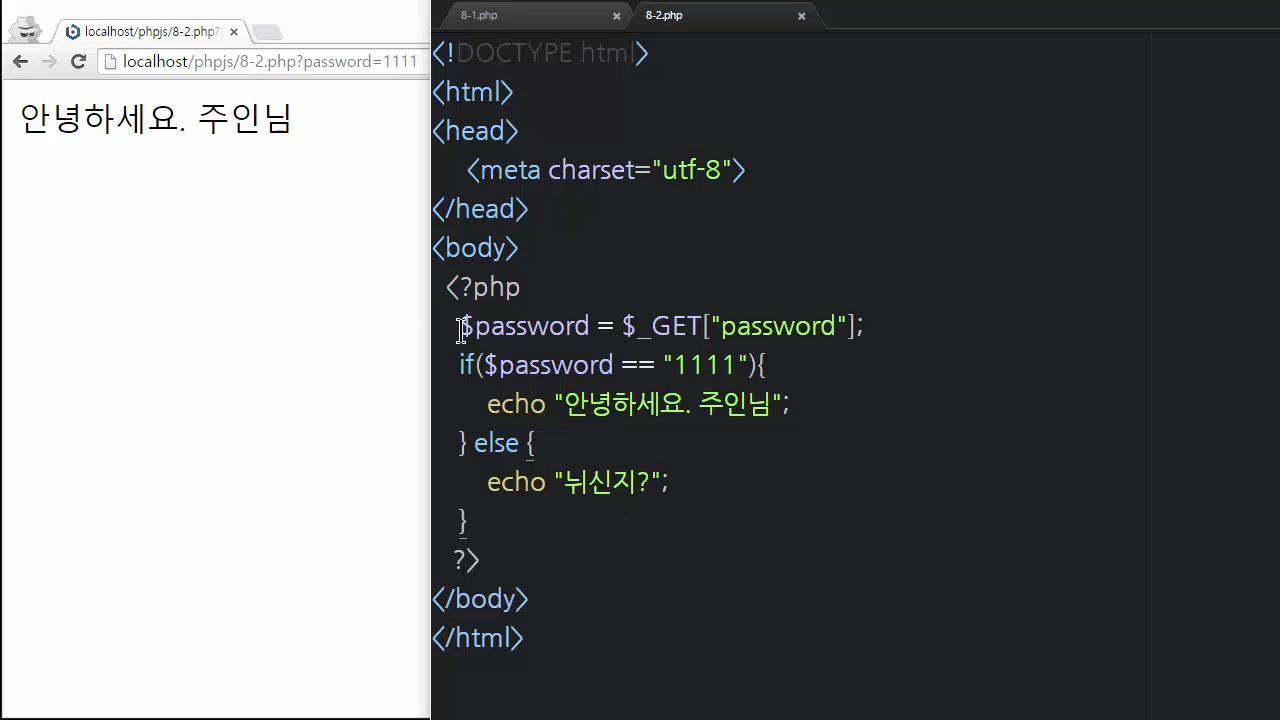 localhost/phpjs/8-2.php?
localhost/phpjs/8-2.php?password=1111
안녕하세요. 주인님
8-1.php
8-2.php
<!DOCTYPE html>
<html>
<head>
<meta charset="utf-8">
</head>
<body>
<?php
$password = $_GET["password"];
if($password == "1111"){
echo "안녕하세요. 주인님";
} else {
echo "뉘신지?";
}
?>
</body>
</html>